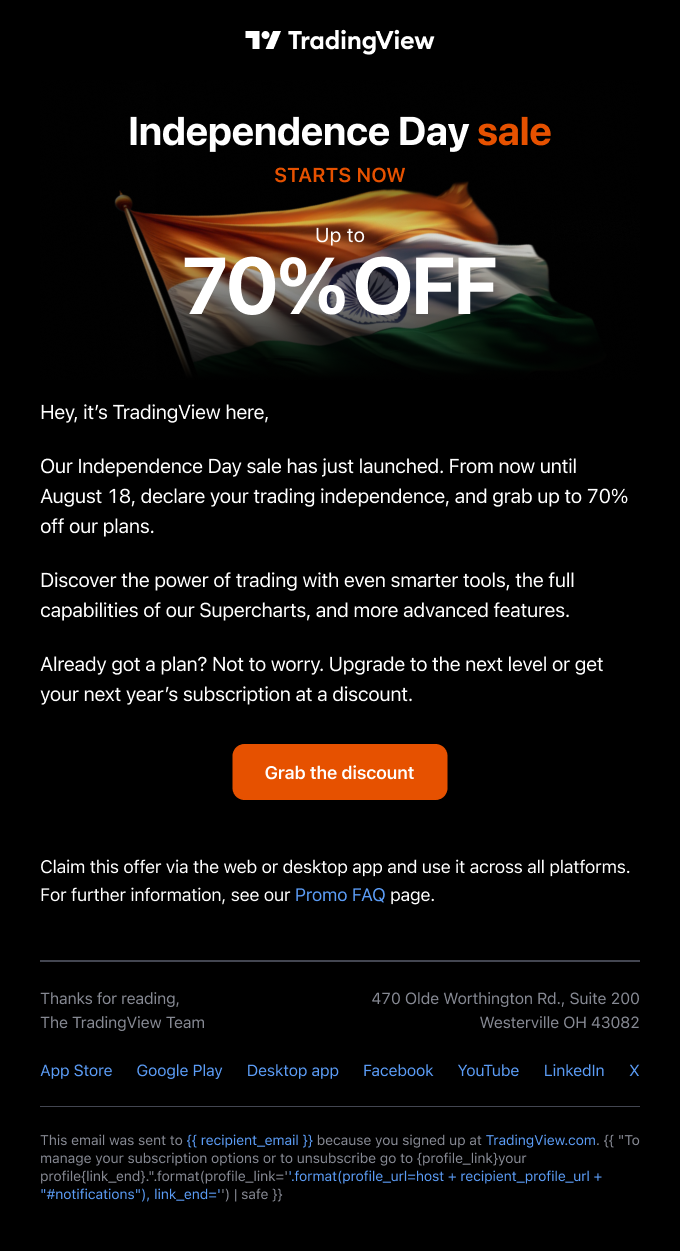 TradingView
Independence Day sale
STARTS NOW
Up to
70% OFF
Hey, it’s TradingView here,
Our Independence Day sale has just launched. From now until
August 18, declare your trading independence, and grab up to 70%
off our plans.
Discover the power of trading with even smarter tools, the full
capabilities of our Supercharts, and more advanced features.
Already got a plan? Not to worry. Upgrade to the next level or get
your next year’s subscription at a discount.
Grab the discount
Claim this offer via the web or desktop app and use it across all platforms.
For further information, see our Promo FAQ page.
Thanks for reading,
The TradingView Team
470 Olde Worthington Rd., Suite 200
Westerville OH 43082
App Store Google Play Desktop app Facebook YouTube LinkedIn X
This email was sent to {{ recipient_email }} because you signed up at TradingView.com. {{ "To
manage your subscription options or to unsubscribe go to {profile_link}your
profile{link_end}.".format(profile_link=''.format(profile_url=host + recipient_profile_url +
"#notifications"), link_end='') | safe }}